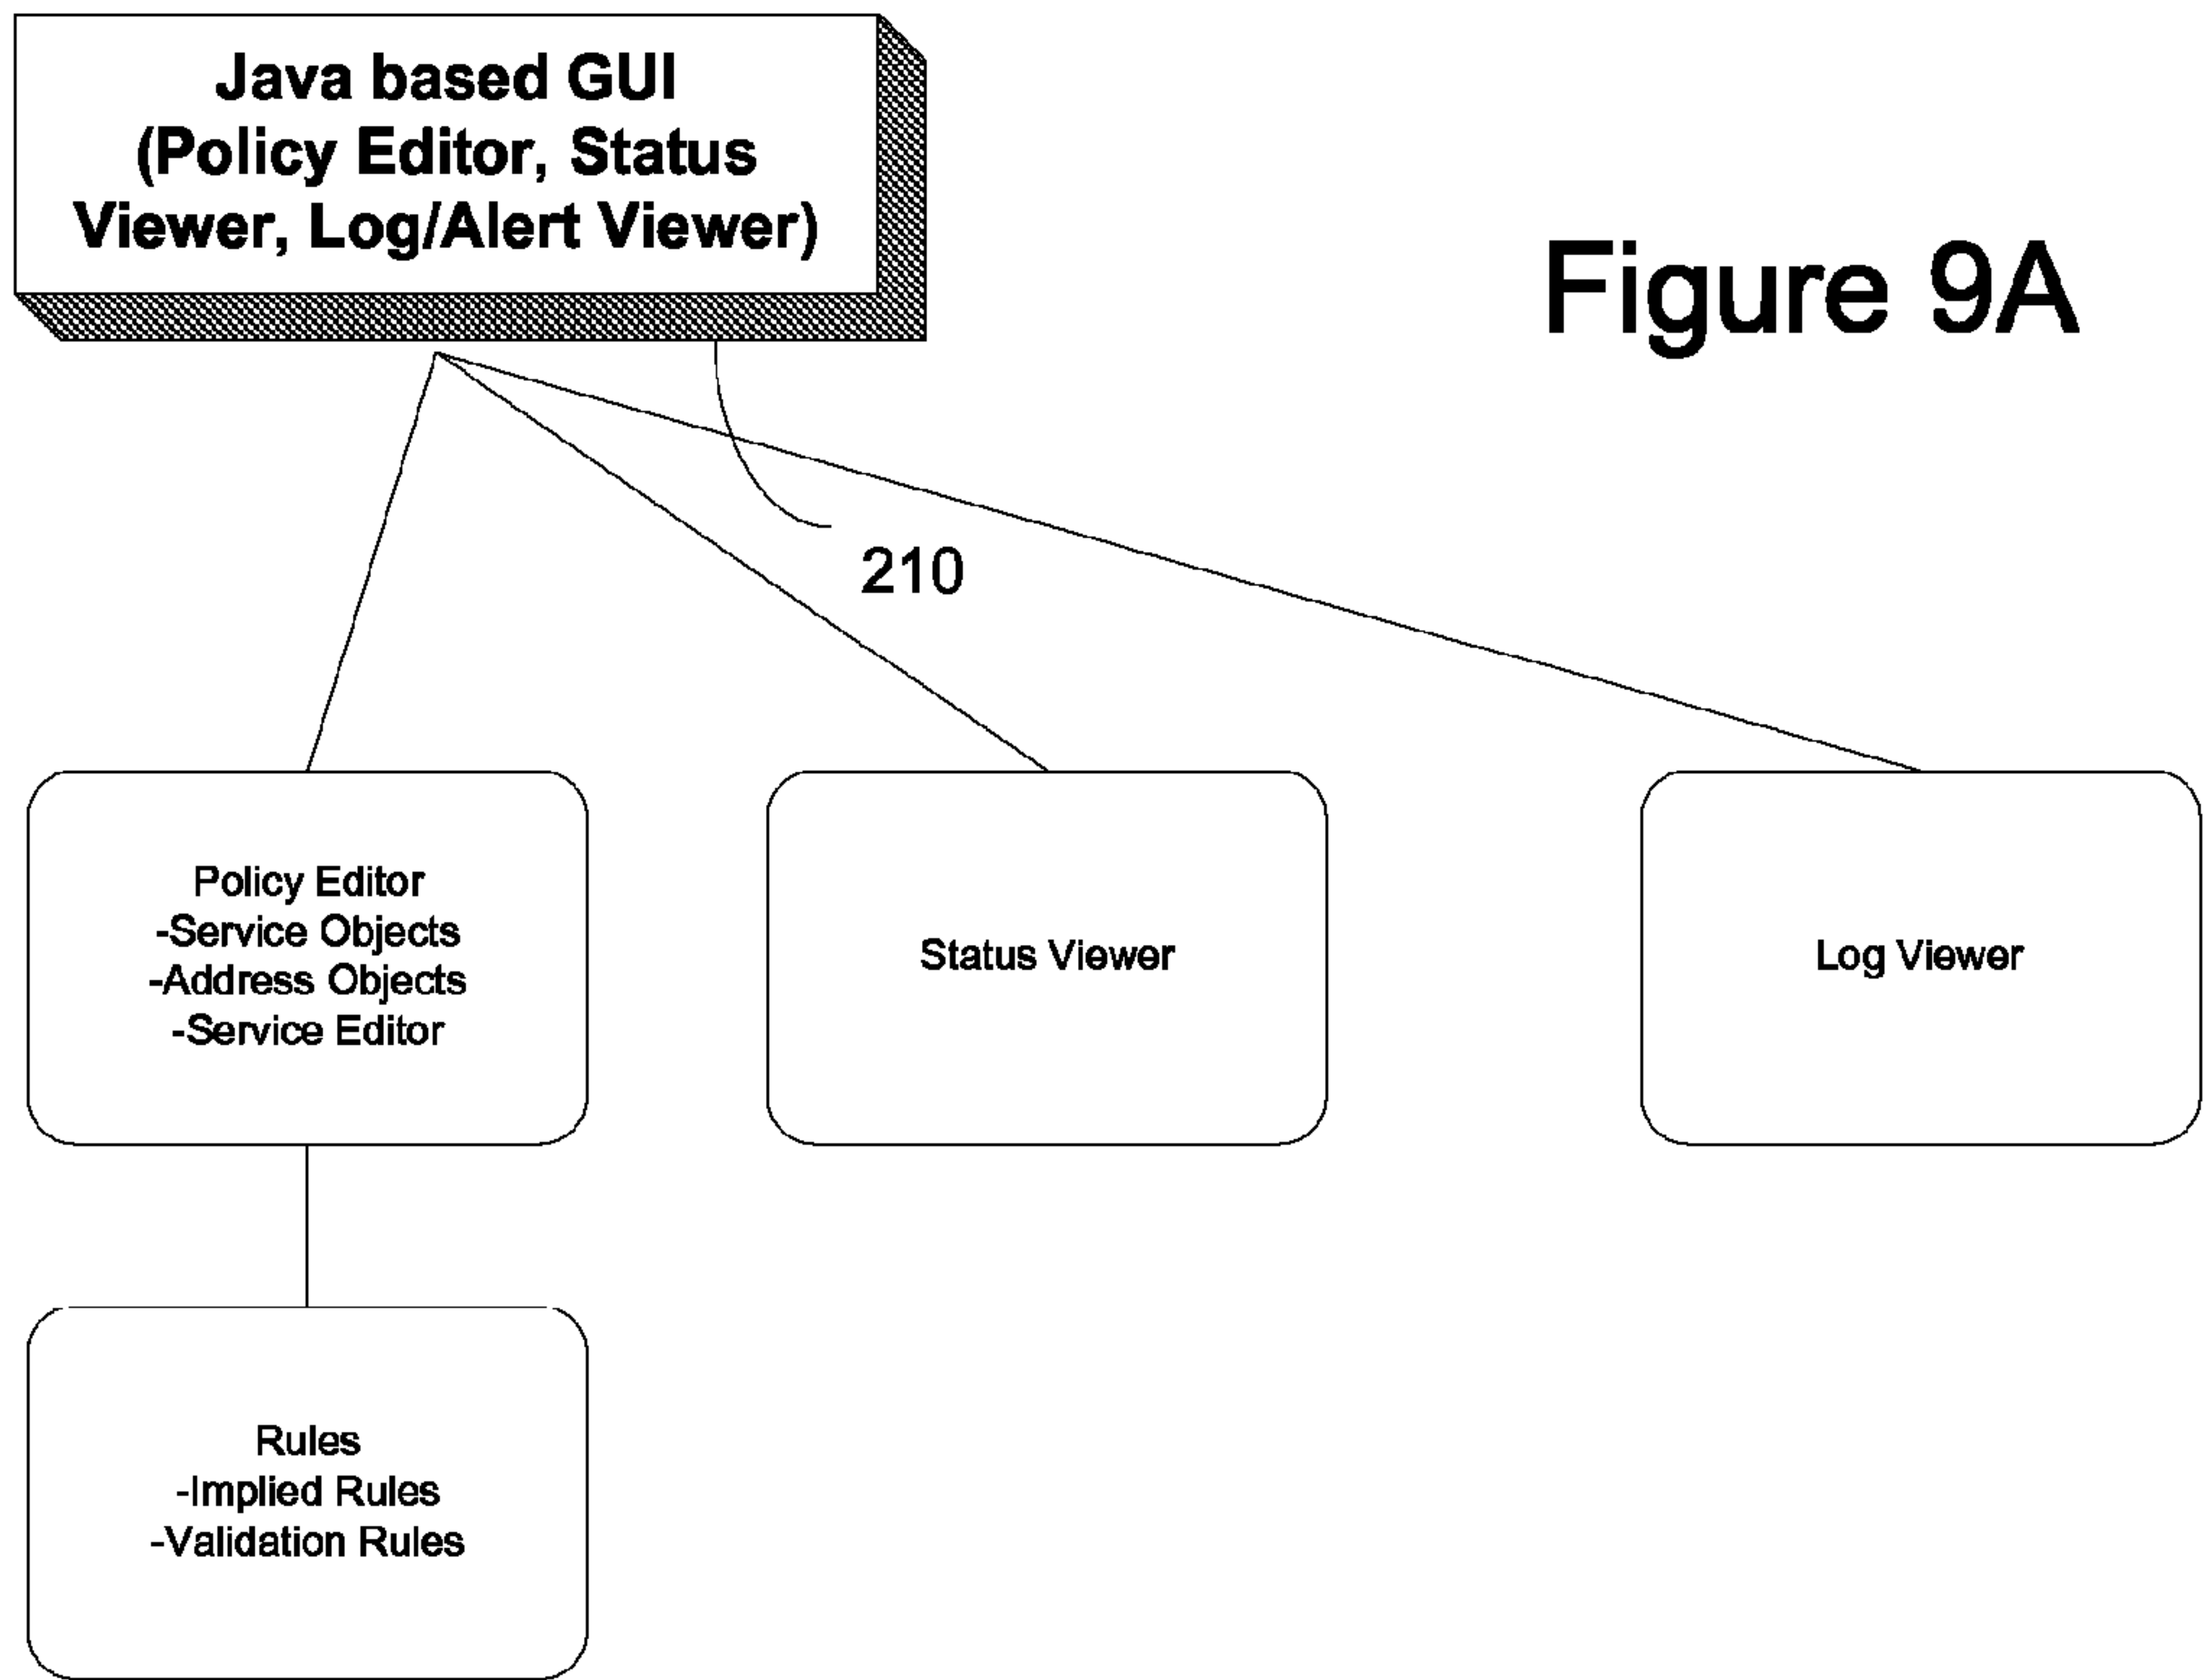 Java based GUI
(Policy Editor, Status
Viewer, Log/Alert Viewer)
Figure 9A
210
Policy Editor
-Service Objects
-Address Objects
-Service Editor
Status Viewer
Log Viewer
Rules
-Implied Rules
-Validation Rules